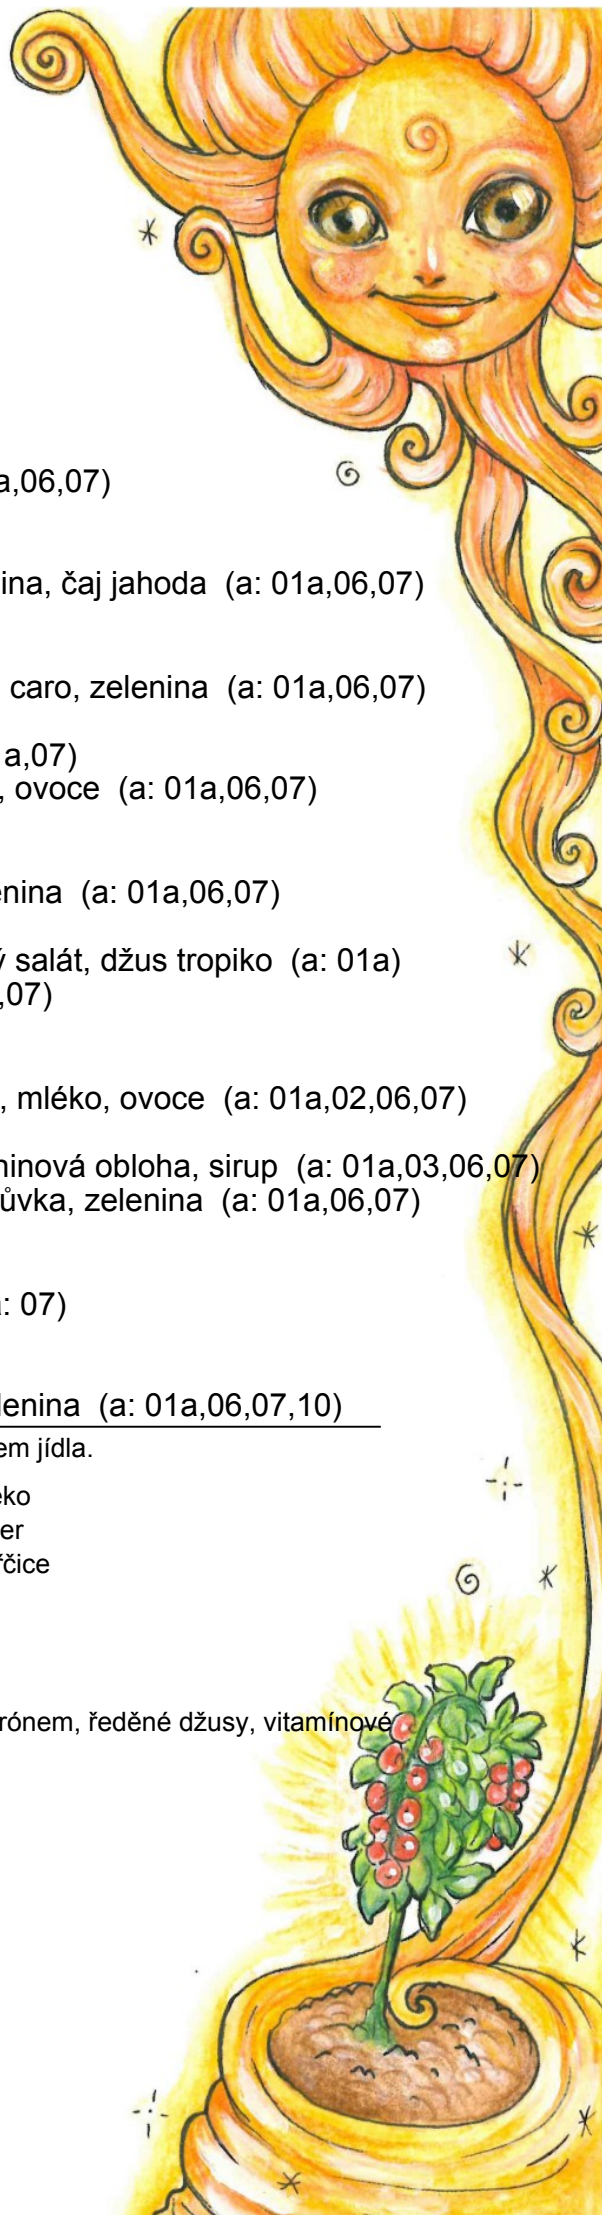 a,06,07)
ina, čaj jahoda (a: 01a,06,07)
caro, zelenina (a: 01a,06,07)
a,07)
, ovoce (a: 01a,06,07)
enina (a: 01a,06,07)
ý salát, džus tropiko (a: 01a)
,07)
, mléko, ovoce (a: 01a,02,06,07)
ninová obloha, sirup (a: 01a,03,06,07)
ůvka, zelenina (a: 01a,06,07)
: 07)
lenina (a: 01a,06,07,10)
em jídla.
éko
er
řčice
rónem, ředěné džusy, vitamínové